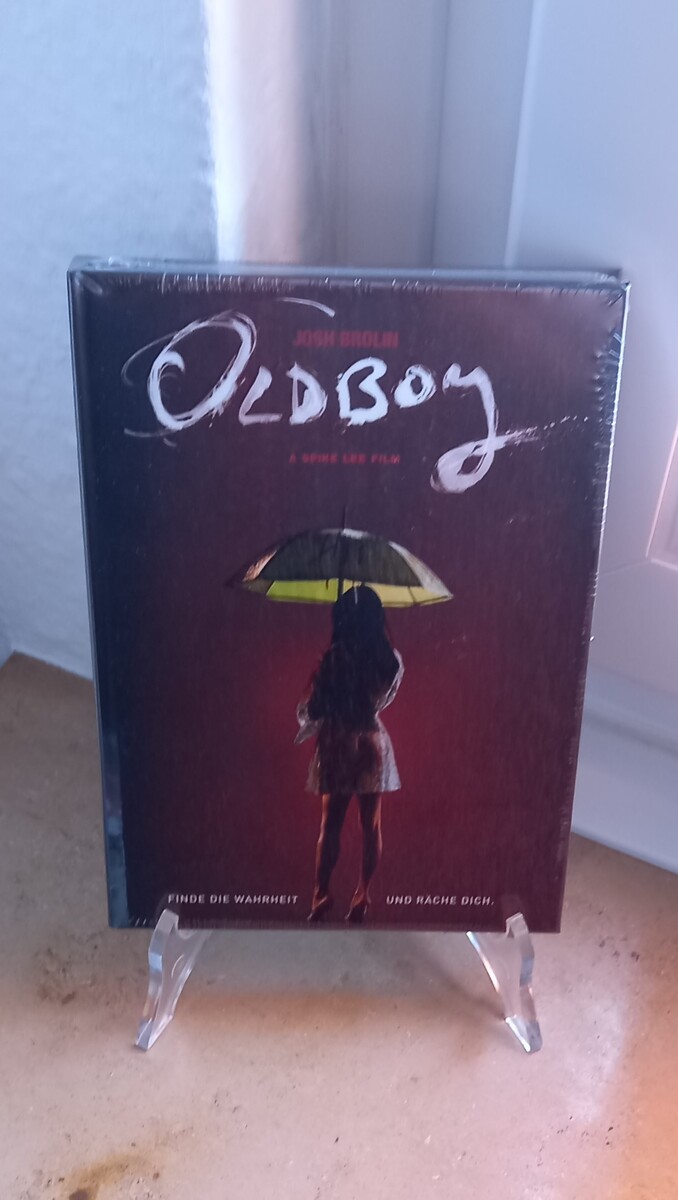 JOSH BROLIN
OLDBOY
A SPIKE LEE FILM
FINDE DIE WAHRHEIT UND RÄCHE DICH.